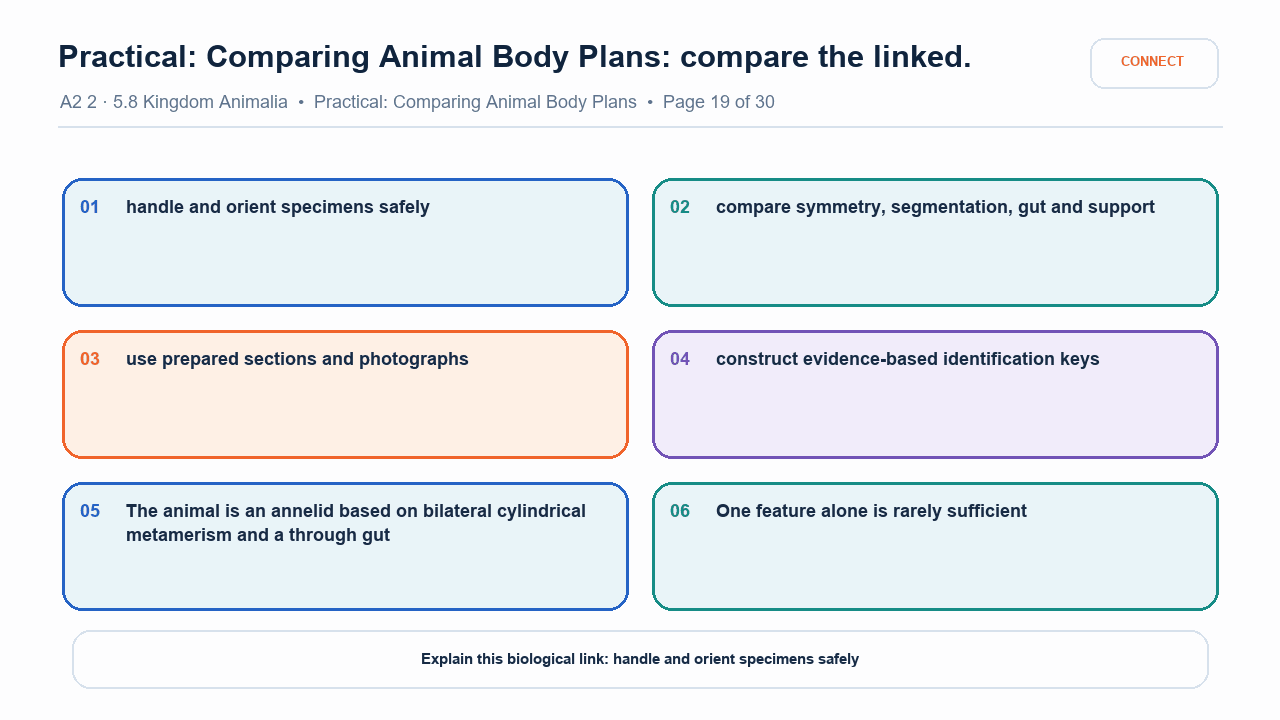 Practical: Comparing Animal Body Plans: compare the linked.
CONNECT
A2 2 · 5.8 Kingdom Animalia • Practical: Comparing Animal Body Plans • Page 19 of 30
01 handle and orient specimens safely
02 compare symmetry, segmentation, gut and support
03 use prepared sections and photographs
04 construct evidence-based identification keys
05 The animal is an annelid based on bilateral cylindrical
metamerism and a through gut
06 One feature alone is rarely sufficient
Explain this biological link: handle and orient specimens safely